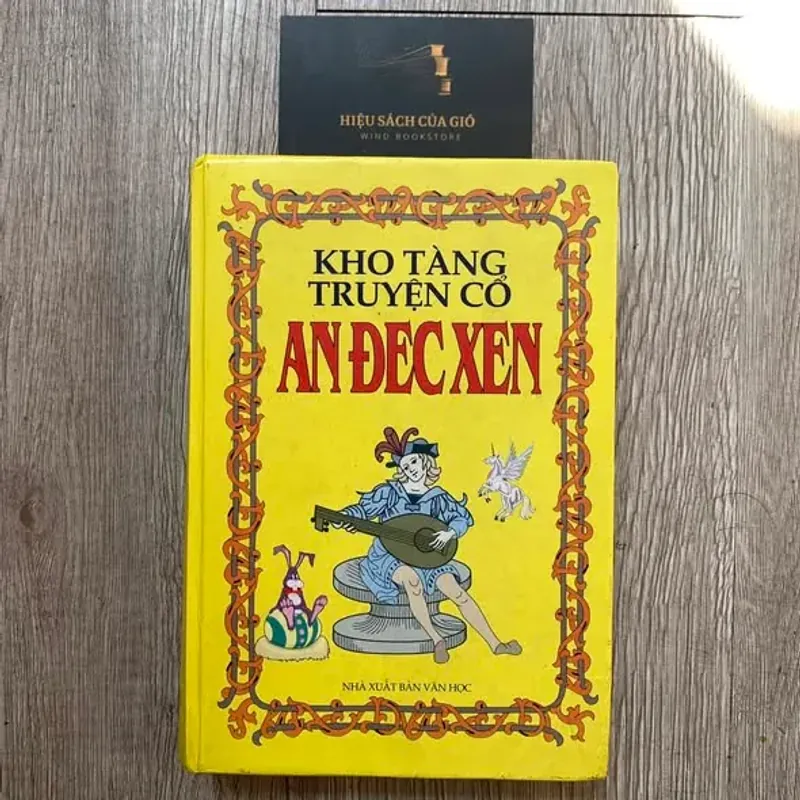 HIỆU SÁCH CỦA GIÓ
WIND BOOKSTORE
KHO TÀNG
TRUYỆN CỔ
AN ĐEC XEN
NHÀ XUẤT BẢN VĂN HỌC